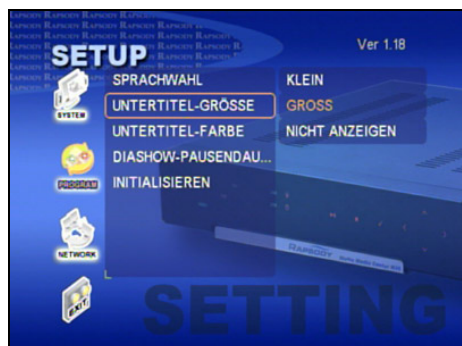 SETUP
Ver 1.18
SPRACHWAHL
KLEIN
UNTERTITEL-GRÖSSE
GROSS
UNTERTITEL-FARBE
NICHT ANZEIGEN
DIASHOW-PAUSENDAU...
INITIALISIEREN
SYSTEM
PROGRAM
NETWORK
EXIT
RAPSODY
SETTING